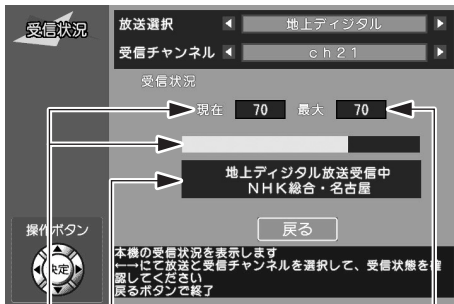 受信状況
放送選択 ◀ 地上ディジタル ▶
受信チャンネル ◀ ch21 ▶
受信状況
現在 70 最大 70
地上ディジタル放送受信中
NHK総合・名古屋
戻る
操作ボタン
決定
本機の受信状況を表示します
←→にて放送と受信チャンネルを選択して、受信状態を確
認してください
戻るボタンで終了